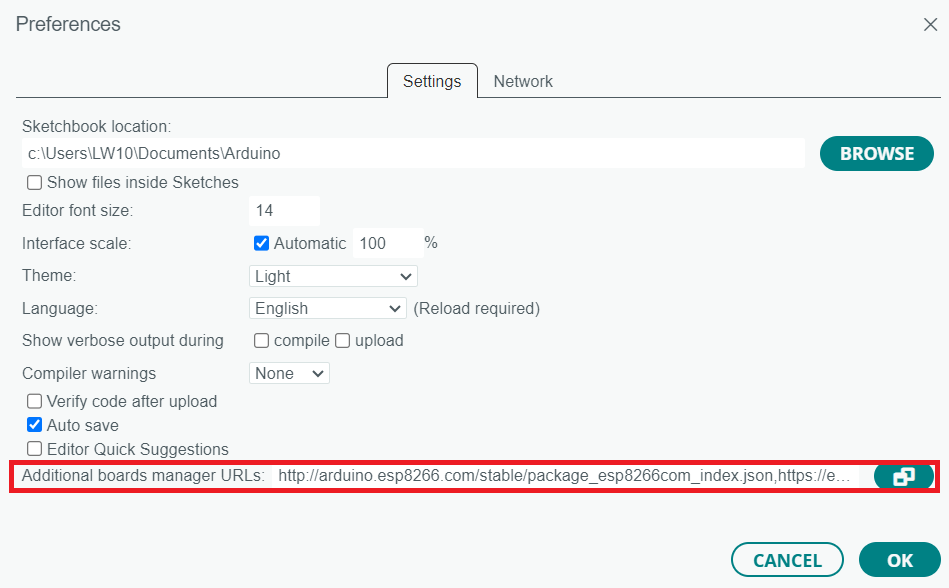 Preferences
Settings Network
Sketchbook location:
c:\Users\LW10\Documents\Arduino BROWSE
Show files inside Sketches
Editor font size: 14
Interface scale: Automatic 100 %
Theme: Light
Language: English (Reload required)
Show verbose output during compile upload
Compiler warnings None
Verify code after upload
Auto save
Editor Quick Suggestions
Additional boards manager URLs: http://arduino.esp8266.com/stable/package_esp8266com_index.json,https://e...
CANCEL OK